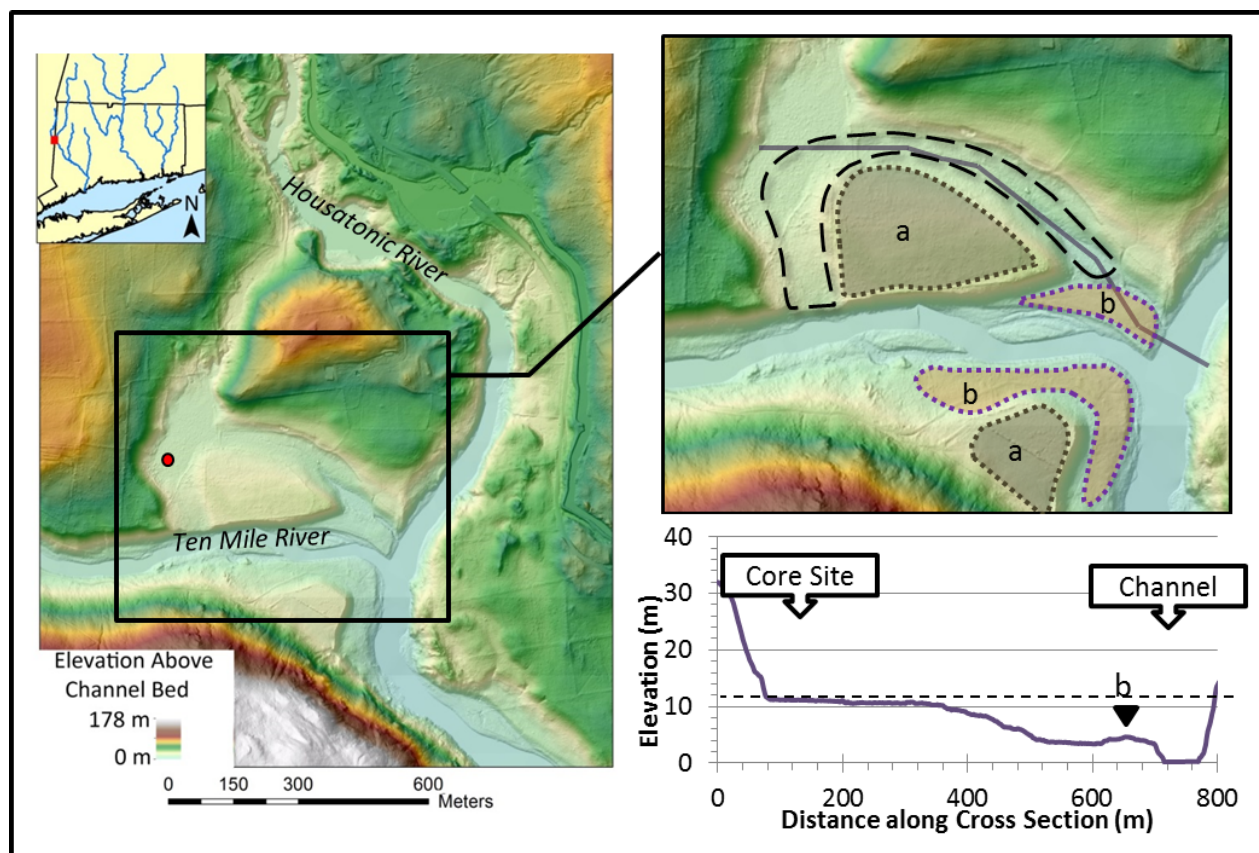 N
Housatonic River
Ten Mile River
Elevation Above
Channel Bed
178 m
0 m
0 150 300 600
Meters
a
b
b
a
40
30
20
10
0
Elevation (m)
Core Site
Channel
b
0 200 400 600 800
Distance along Cross Section (m)